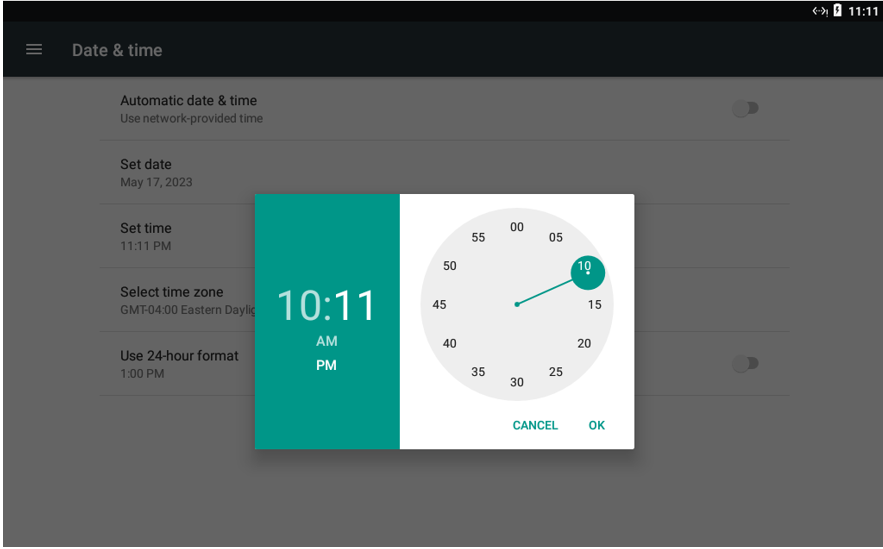 11:11
Date & time
Automatic date & time
Use network-provided time
Set date
May 17, 2023
Set time
11:11 PM
Select time zone
GMT-04:00 Eastern Daylig
Use 24-hour format
1:00 PM
10:11
AM
PM
00
05
10
15
20
25
30
35
40
45
50
55
CANCEL OK